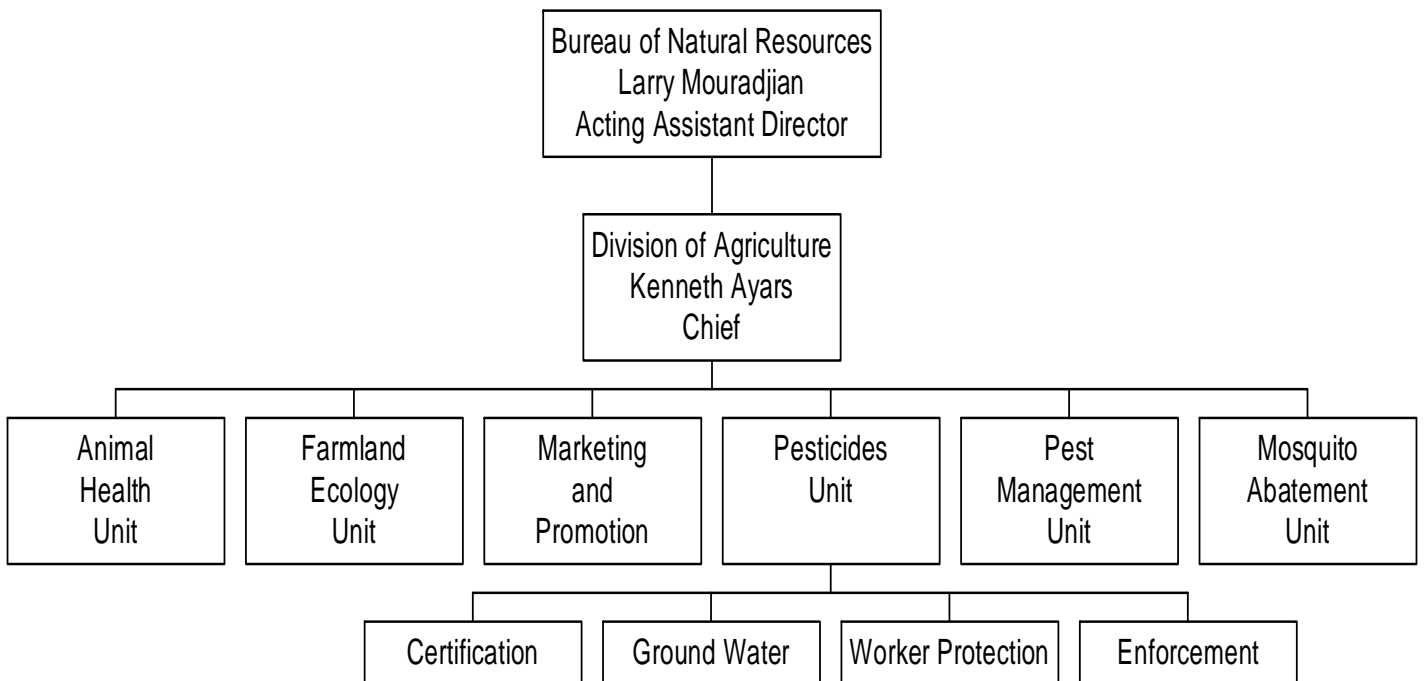 Bureau of Natural Resources
Larry Mouradjian
Acting Assistant Director
Division of Agriculture
Kenneth Ayars
Chief
Animal
Health
Unit
Farmland
Ecology
Unit
Marketing
and
Promotion
Pesticides
Unit
Pest
Management
Unit
Mosquito
Abatement
Unit
Certification
Ground Water
Worker Protection
Enforcement